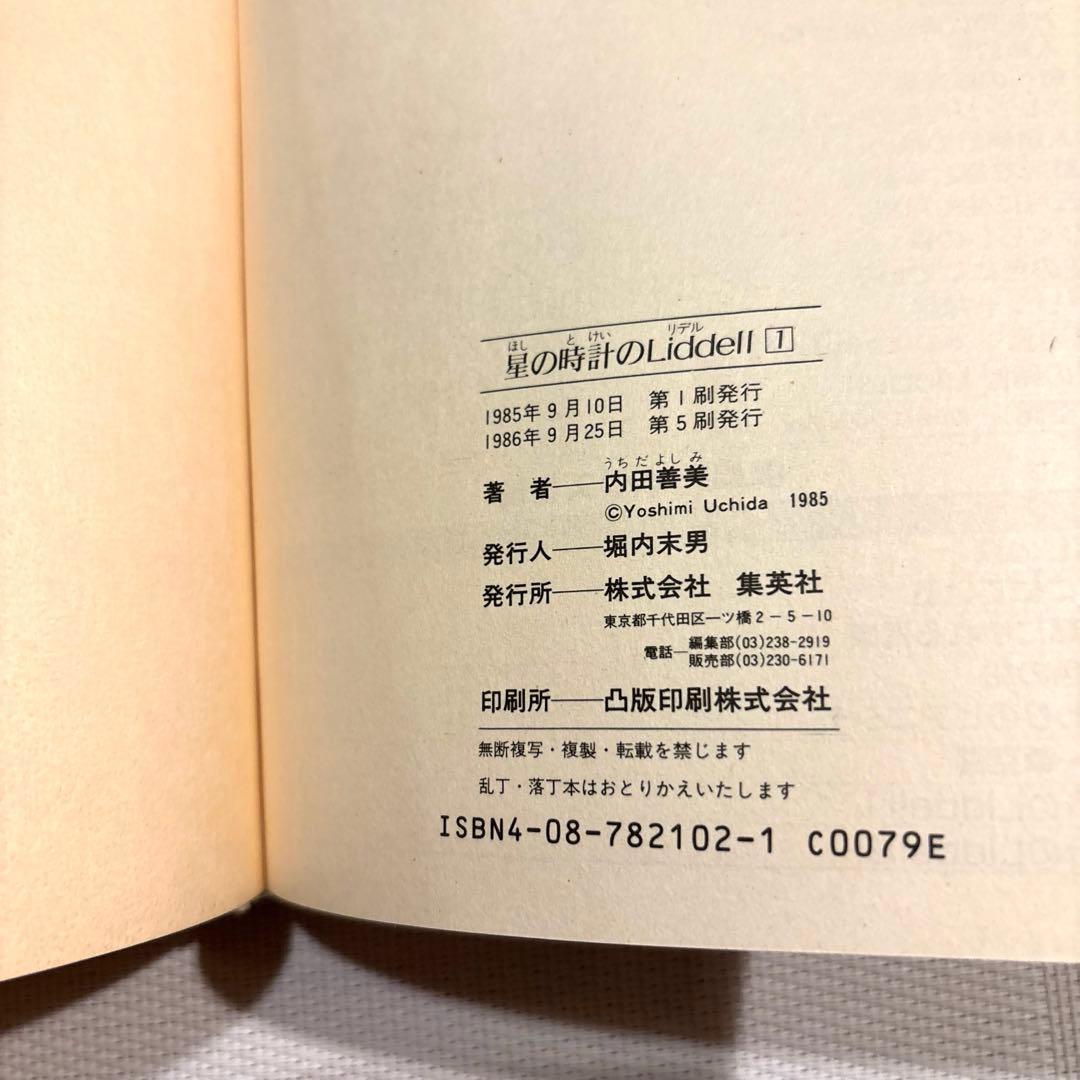 星の時計のLiddell 1
ほし と けい リデル
1985年9月10日 第1刷発行
1986年9月25日 第5刷発行
うちだよしみ
著 者――内田善美
©Yoshimi Uchida 1985
発行人――堀内末男
発行所――株式会社 集英社
東京都千代田区一ツ橋2-5-10
電話―編集部(03)238-2919
販売部(03)230-6171
印刷所――凸版印刷株式会社
無断複写・複製・転載を禁じます
乱丁・落丁本はおとりかえいたします
ISBN4-08-782102-1 C0079E